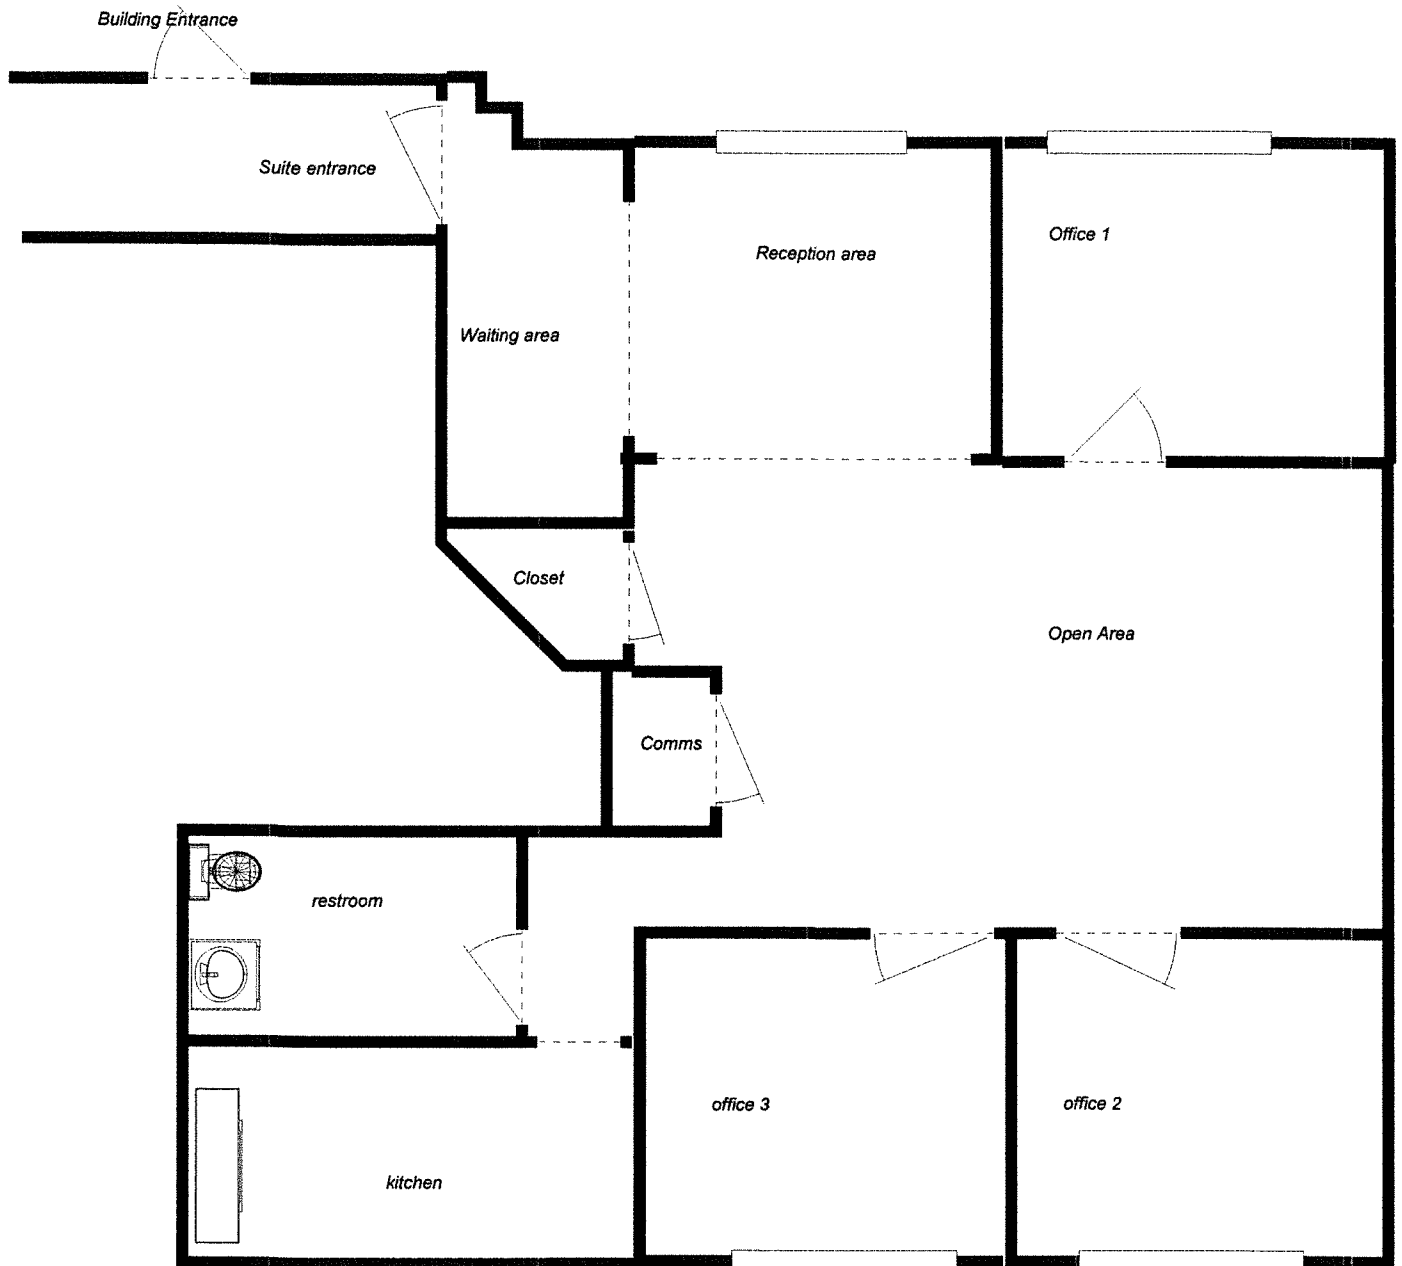 Building Entrance
Suite entrance
Office 1
Reception area
Waiting area
Closet
Open Area
Comms
restroom
office 3
office 2
kitchen